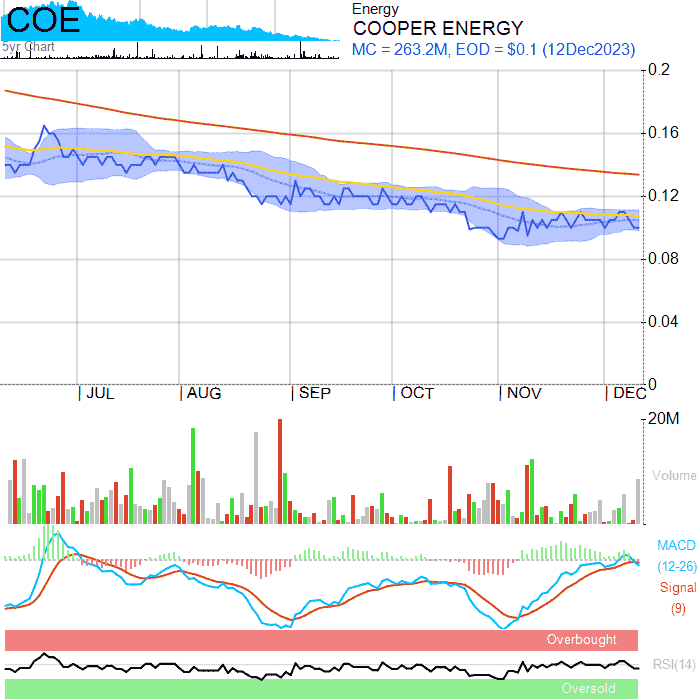 COE
5yr Chart
Energy
COOPER ENERGY
MC = 263.2M, EOD = $0.1 (12Dec2023)
0.2
0.16
0.12
0.08
0.04
0
| JUL | AUG | SEP | OCT | NOV | DEC
20M
Volume
MACD
(12-26)
Signal
(9)
Overbought
RSI(14)
Oversold